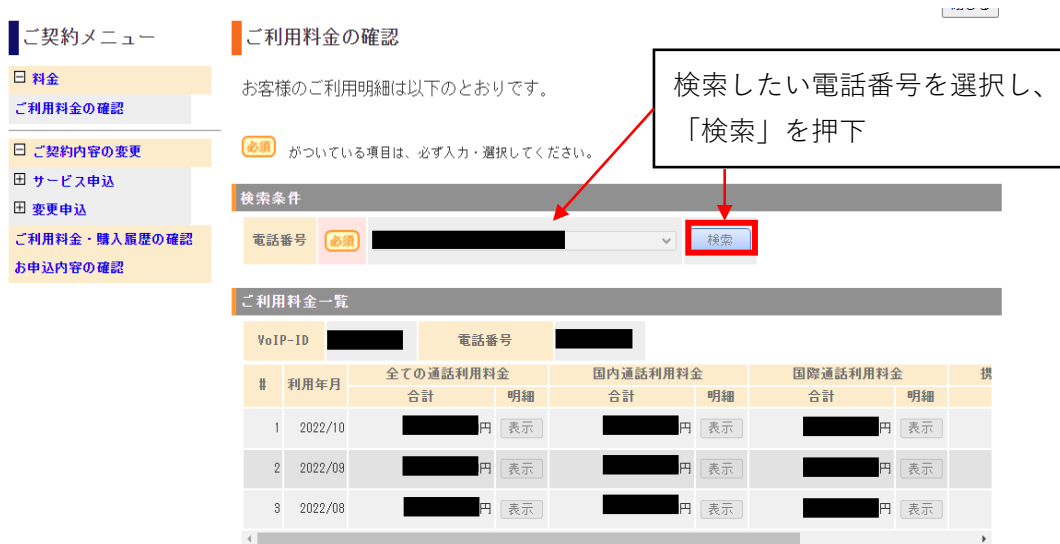 ご契約メニュー
料金
ご利用料金の確認
ご契約内容の変更
サービス申込
変更申込
ご利用料金・購入履歴の確認
お申込内容の確認
ご利用料金の確認
お客様のご利用明細は以下のとおりです。
必須 がついている項目は、必ず入力・選択してください。
検索したい電話番号を選択し、
「検索」を押下
検索条件
電話番号 必須 検索
ご利用料金一覧
VoIP-ID 電話番号
# 利用年月 全ての通話利用料金 国内通話利用料金 国際通話利用料金 携
合計 明細 合計 明細 合計 明細
1 2022/10 円 表示 円 表示 円 表示
2 2022/09 円 表示 円 表示 円 表示
3 2022/08 円 表示 円 表示 円 表示